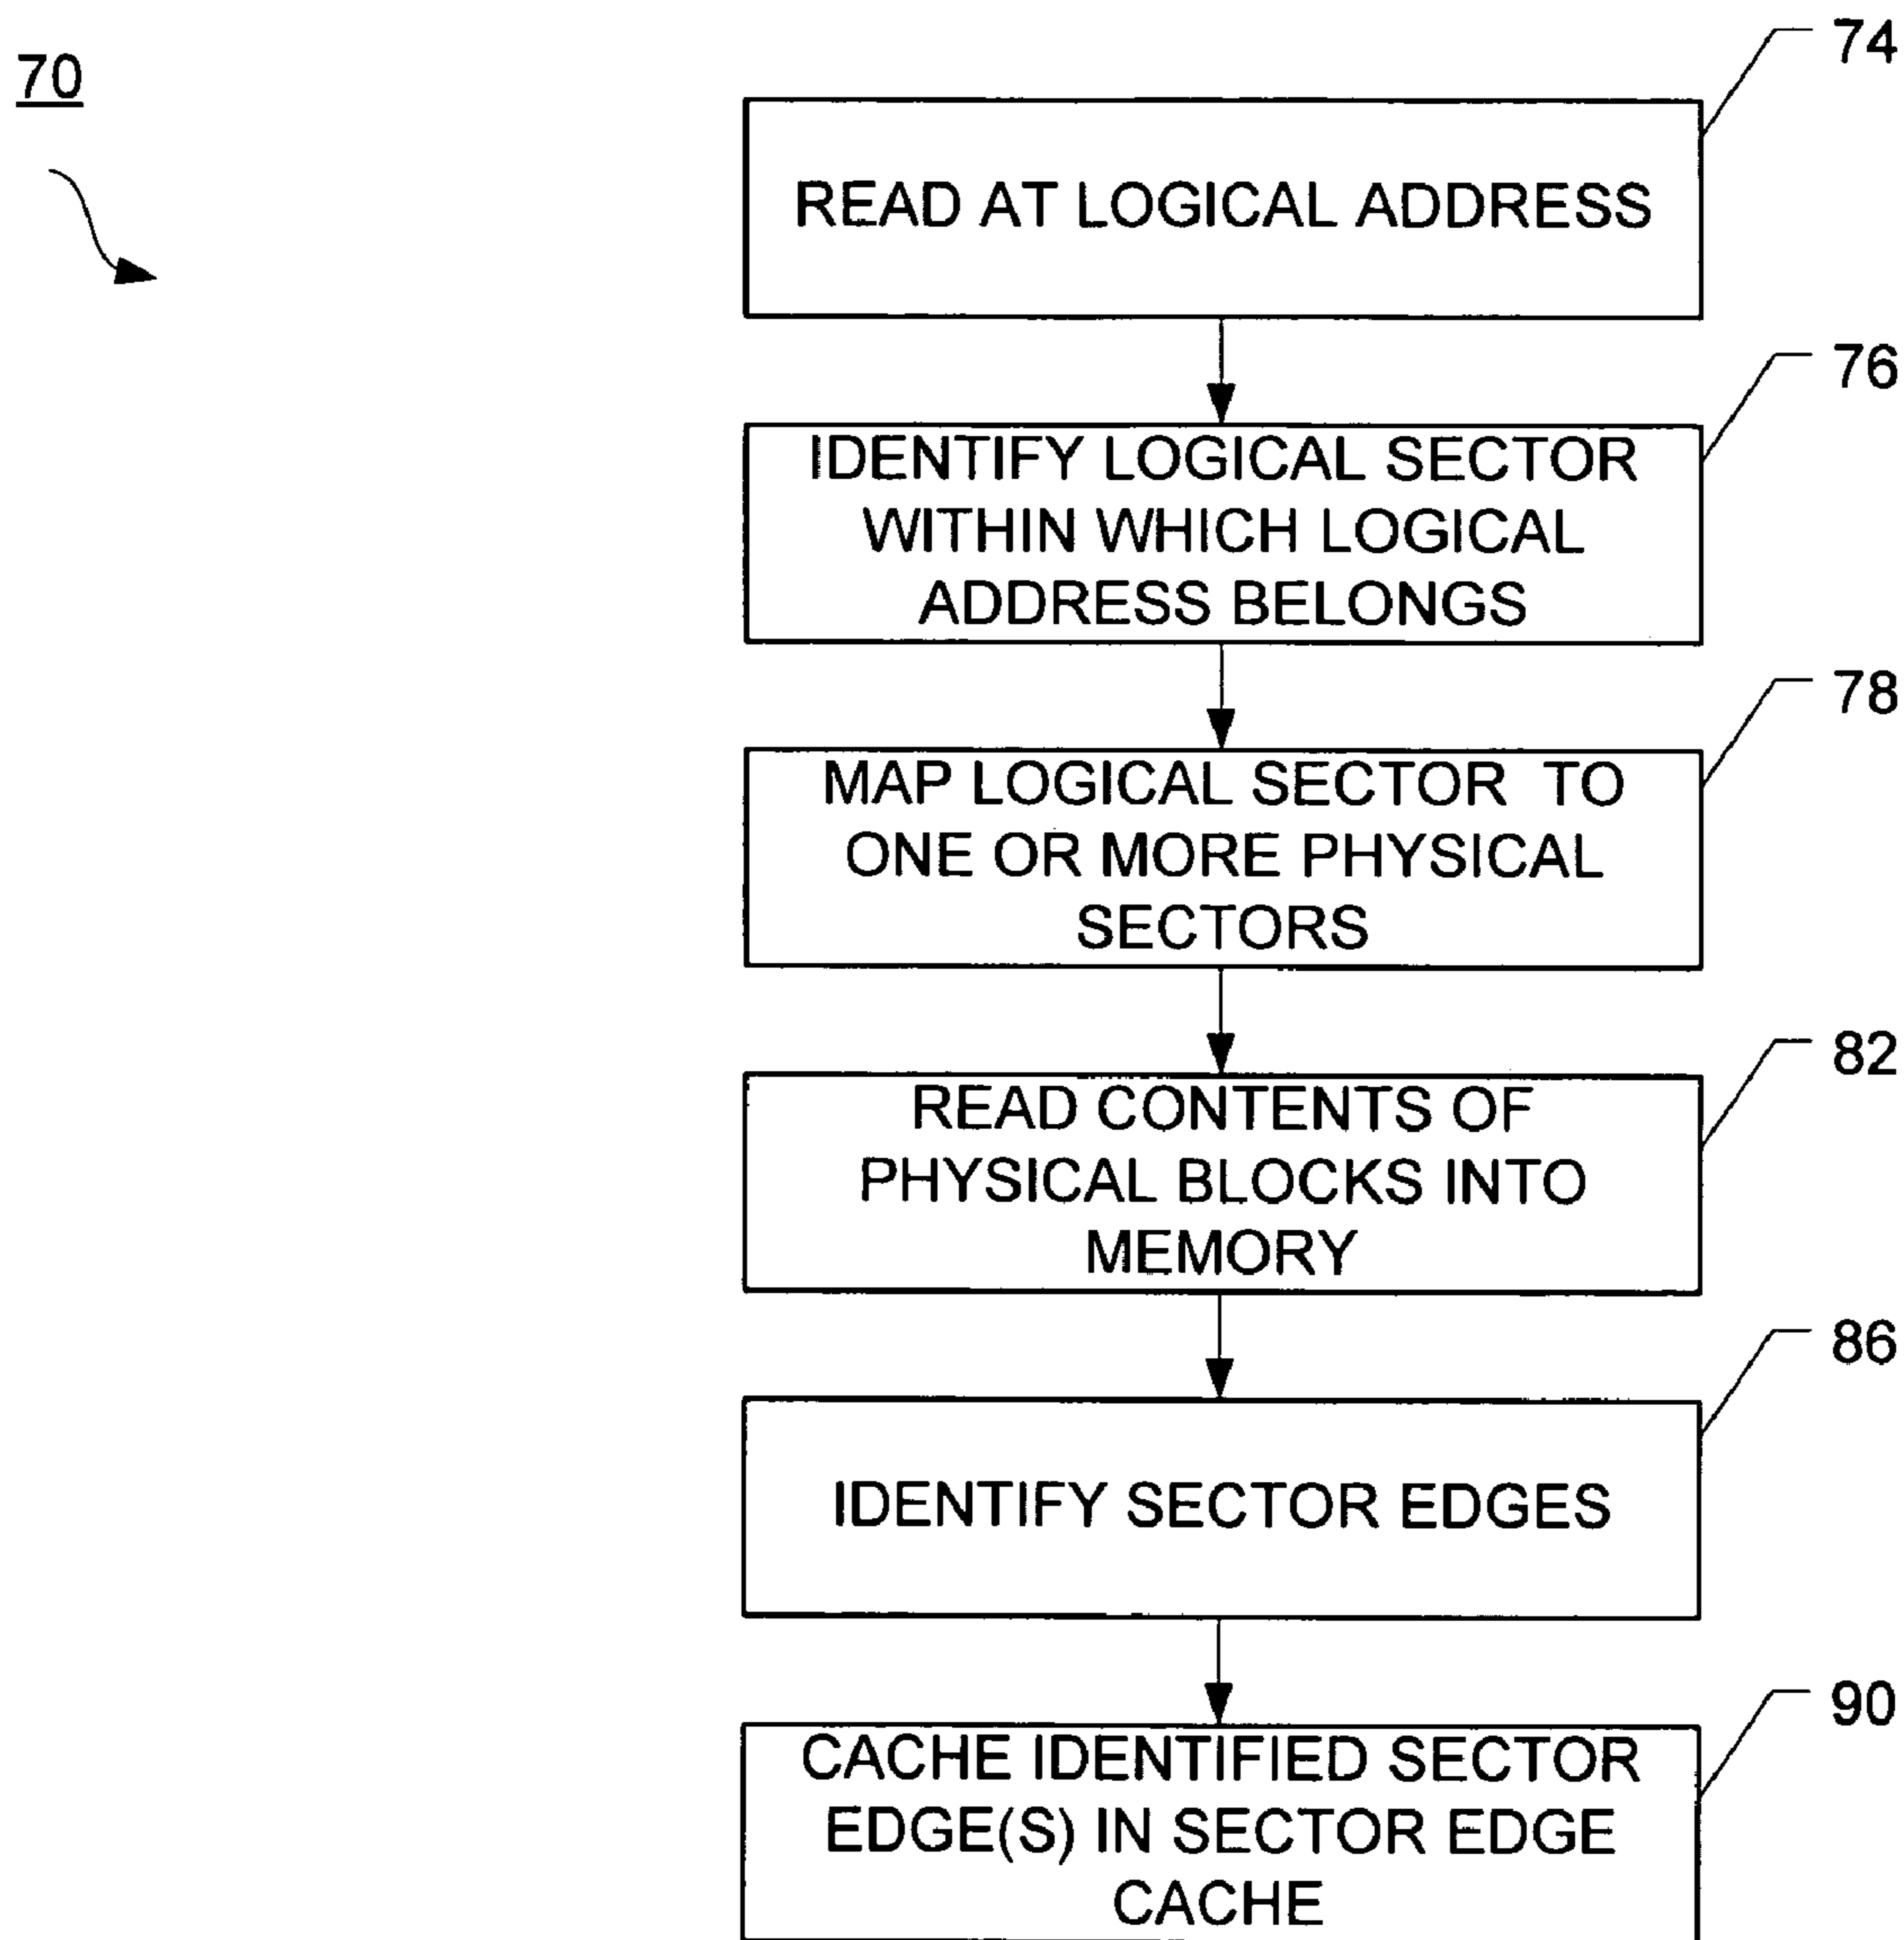 70
74
READ AT LOGICAL ADDRESS
76
IDENTIFY LOGICAL SECTOR
WITHIN WHICH LOGICAL
ADDRESS BELONGS
78
MAP LOGICAL SECTOR TO
ONE OR MORE PHYSICAL
SECTORS
82
READ CONTENTS OF
PHYSICAL BLOCKS INTO
MEMORY
86
IDENTIFY SECTOR EDGES
90
CACHE IDENTIFIED SECTOR
EDGE(S) IN SECTOR EDGE
CACHE